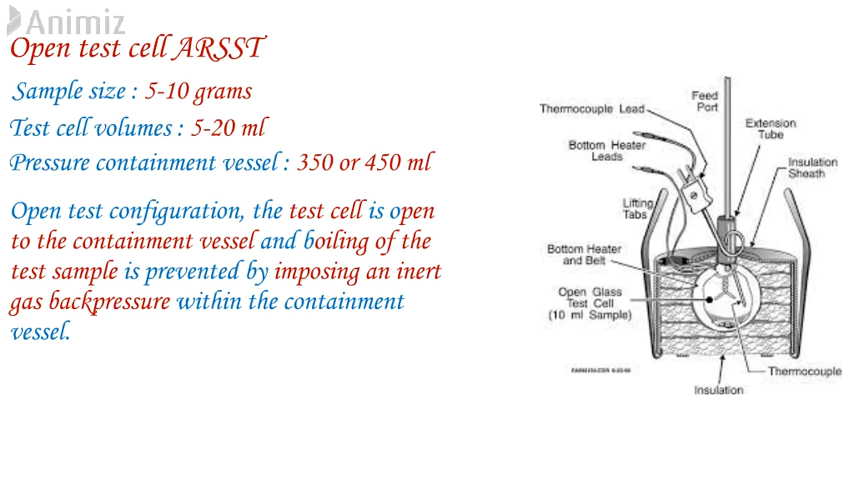 Animiz
Open test cell ARSST
Sample size : 5-10 grams
Test cell volumes : 5-20 ml
Pressure containment vessel : 350 or 450 ml
Open test configuration, the test cell is open
to the containment vessel and boiling of the
test sample is prevented by imposing an inert
gas backpressure within the containment
vessel.
Feed
Port
Thermocouple Lead
Extension
Tube
Bottom Heater
Leads
Insulation
Sheath
Lifting
Tabs
Bottom Heater
and Belt
Open Glass
Test Cell
(10 ml Sample)
Thermocouple
Insulation